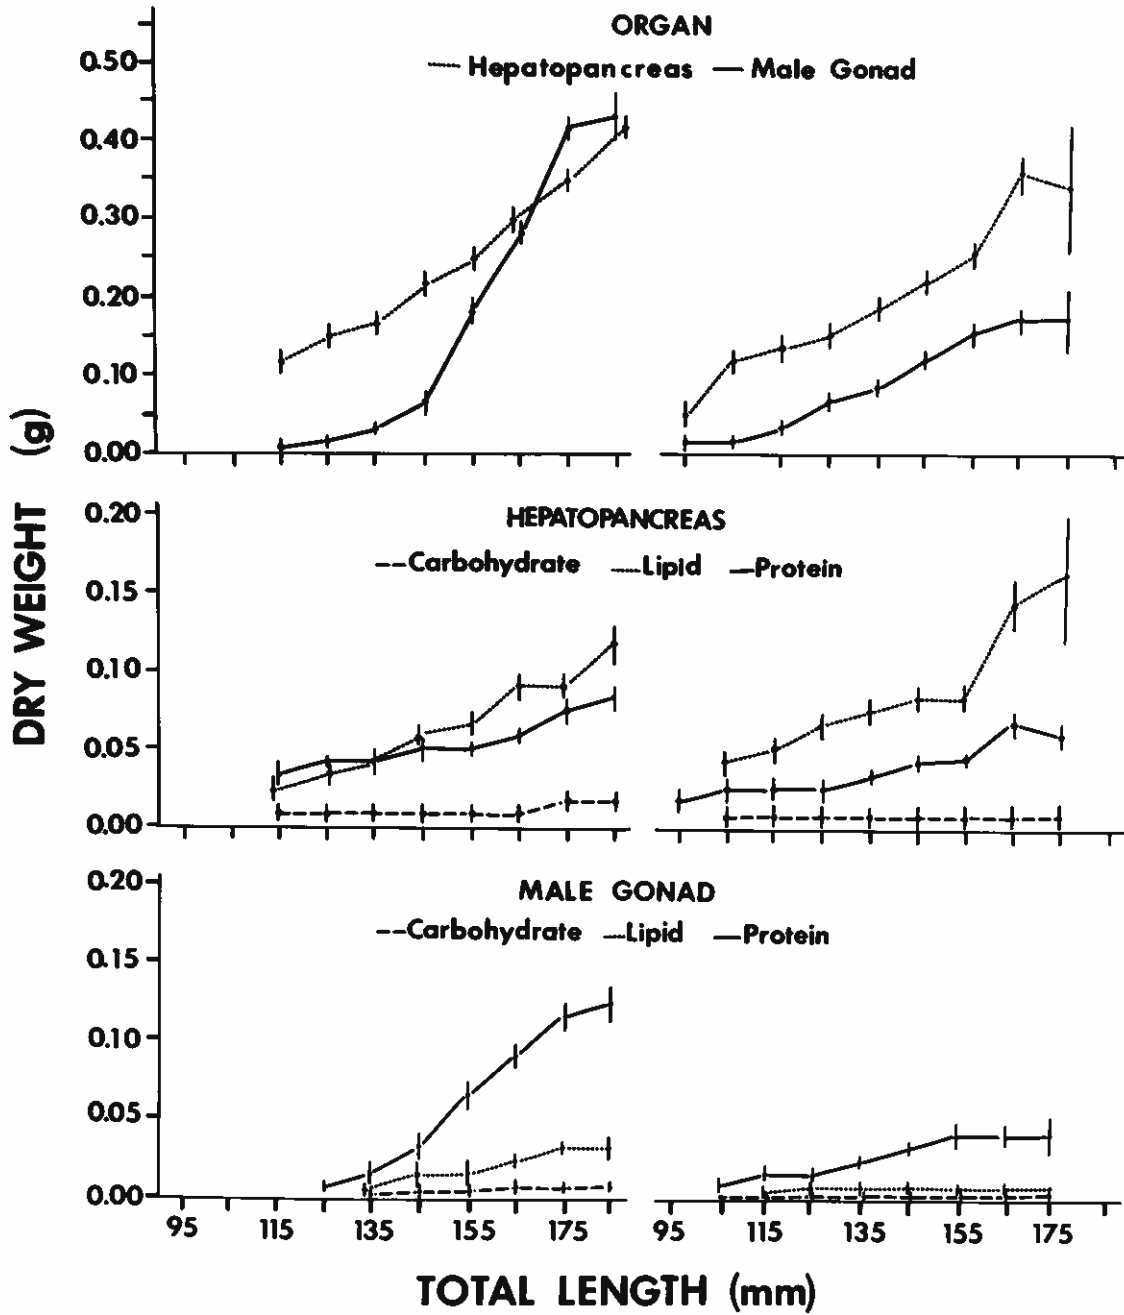 ORGAN
Hepatopancreas — Male Gonad
0.50
0.40
0.30
0.20
0.10
0.00
HEPATOPANCREAS
Carbohydrate Lipid Protein
0.20
0.15
0.10
0.05
0.00
MALE GONAD
Carbohydrate Lipid Protein
0.20
0.15
0.10
0.05
0.00
95 115 135 155 175 95 115 135 155 175
TOTAL LENGTH (mm)
DRY WEIGHT (g)